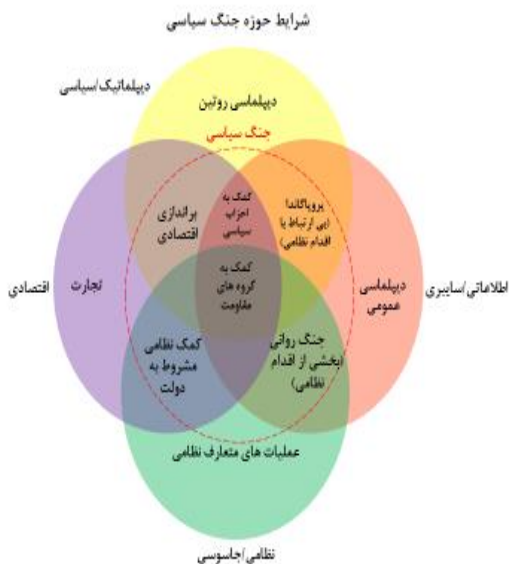 شرایط حوزه جنگ سیاسی
دیپلماتیک/سیاسی
دیپلماسی روتین
جنگ سیاسی
کمک به
احزاب
سیاسی
پروپاگاندا
(بی ارتباط با
اقدام نظامی)
براندازی
اقتصادی
کمک به
گروه های
مقاومت
اطلاعاتی/سایبری
دیپلماسی
عمومی
تجارت
اقتصادی
جنگ روانی
(بخشی از اقدام
نظامی)
کمک نظامی
مشروط به
دولت
عملیات های متعارف نظامی
نظامی/جاسوسی